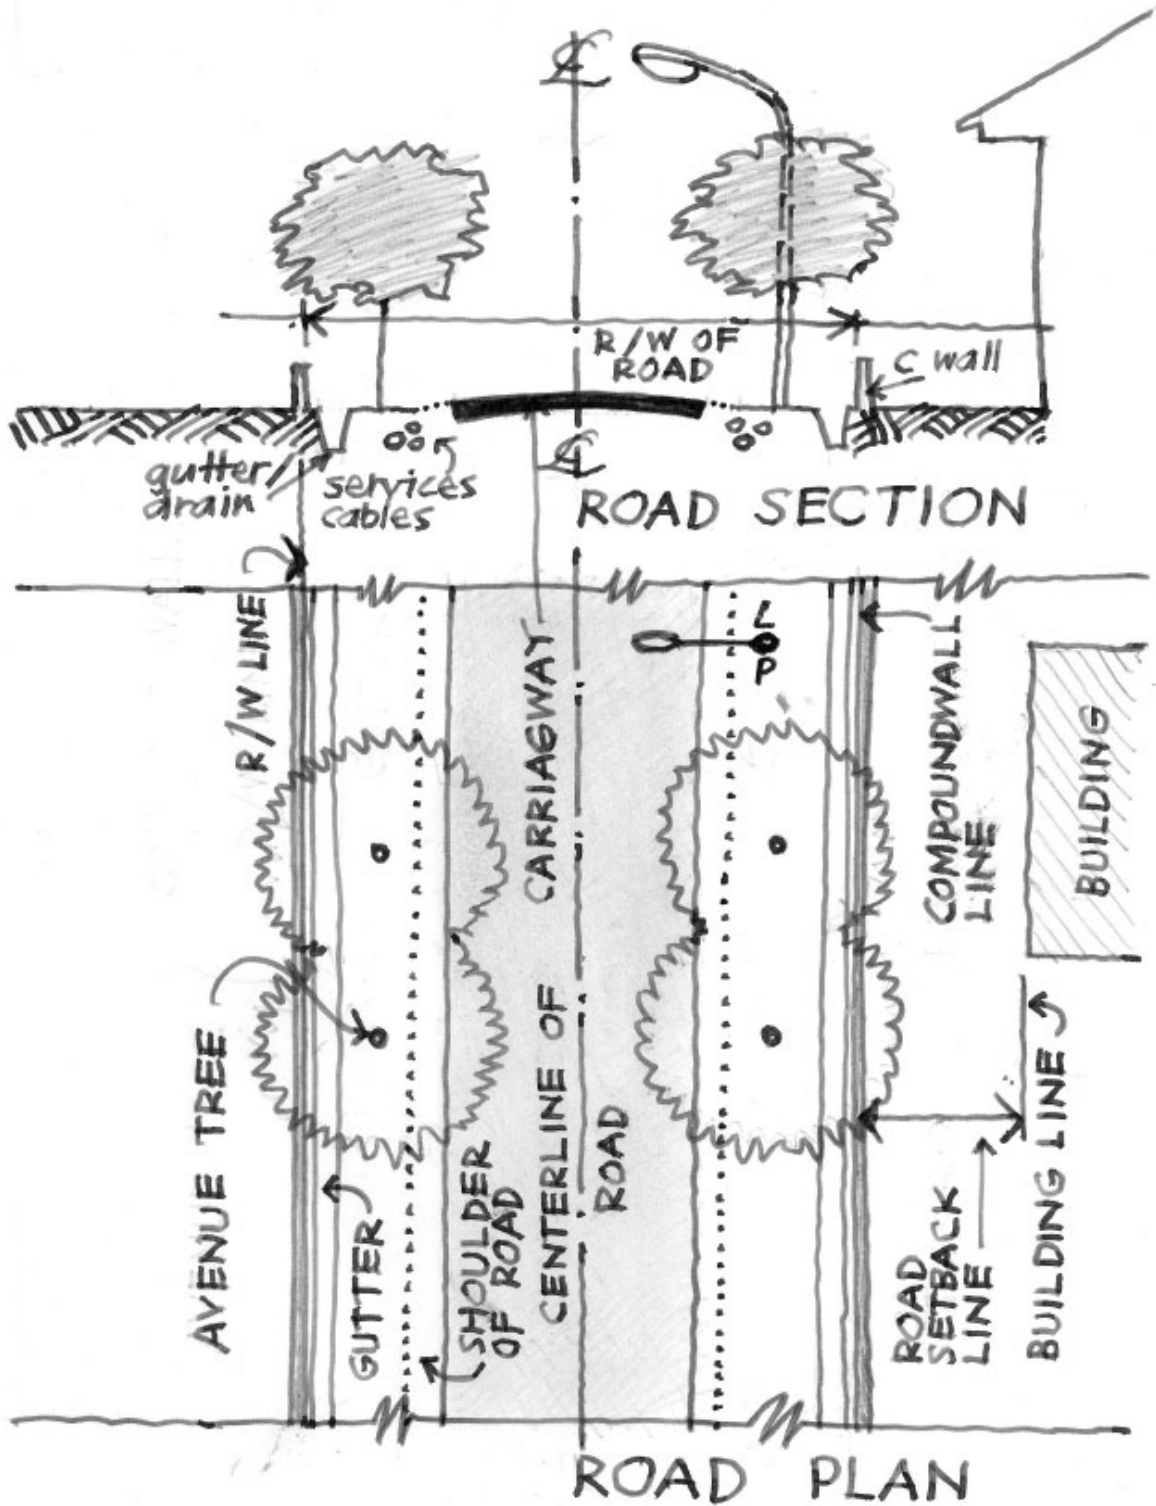 ℄
R/W OF
ROAD
C wall
gutter/
drain
services
cables
℄
ROAD SECTION
R/W LINE
CARRIAGWAY
L
P
COMPOUNDWALL
LINE
BUILDING
AVENUE TREE
GUTTER
SHOULDER
OF ROAD
CENTERLINE OF
ROAD
ROAD
SETBACK
LINE
BUILDING LINE
ROAD PLAN